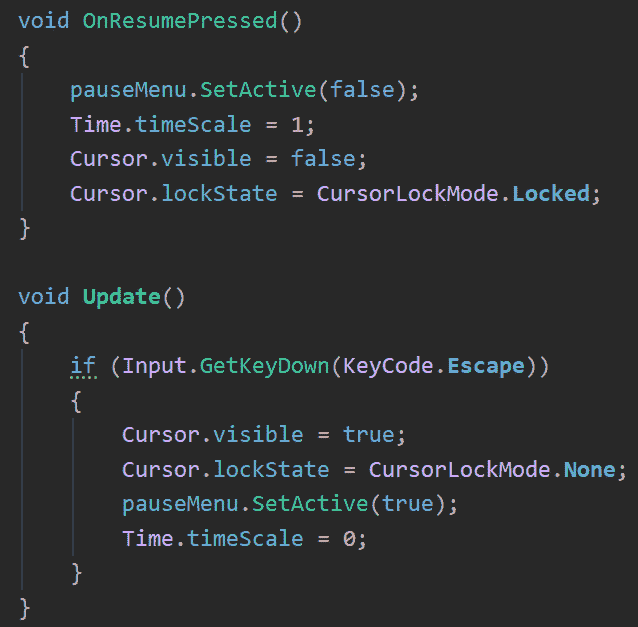 void OnResumePressed()
{
    pauseMenu.SetActive(false);
    Time.timeScale = 1;
    Cursor.visible = false;
    Cursor.lockState = CursorLockMode.Locked;
}

void Update()
{
    if (Input.GetKeyDown(KeyCode.Escape))
    {
        Cursor.visible = true;
        Cursor.lockState = CursorLockMode.None;
        pauseMenu.SetActive(true);
        Time.timeScale = 0;
    }
}